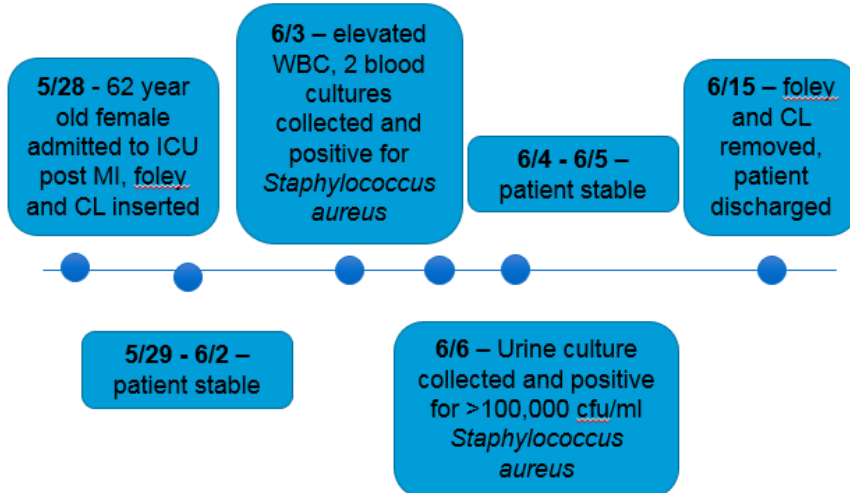 5/28 - 62 year
old female
admitted to ICU
post MI, foley
and CL inserted
5/29 - 6/2 –
patient stable
6/3 – elevated
WBC, 2 blood
cultures
collected and
positive for
Staphylococcus
aureus
6/4 - 6/5 –
patient stable
6/6 – Urine culture
collected and positive
for >100,000 cfu/ml
Staphylococcus
aureus
6/15 – foley
and CL
removed,
patient
discharged